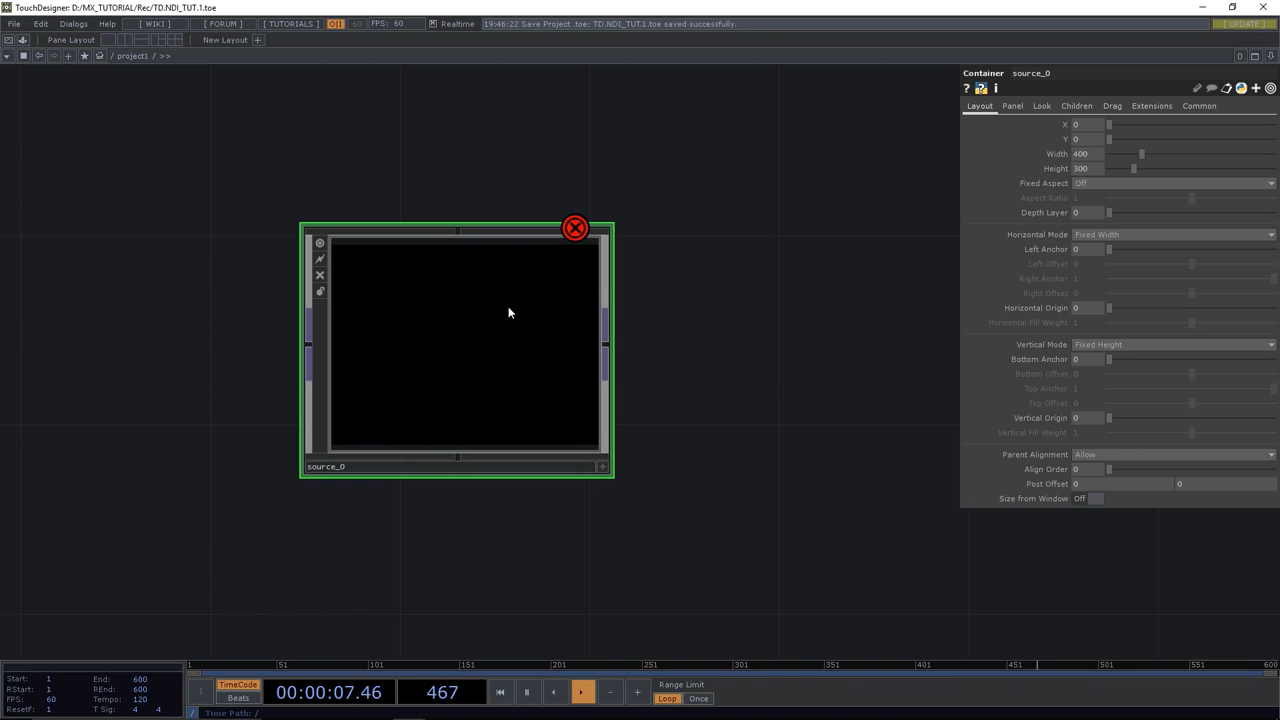 TouchDesigner: D:/MX_TUTORIAL/Rec/TD.NDI_TUT.1.toe
File Edit Dialogs Help [ WIKI ] [ FORUM ] [ TUTORIALS ] O|I 60 FPS: 60 Realtime 19:46:22 Save Project .toe: TD.NDI_TUT.1.toe saved successfully. [ UPDATE ]
Pane Layout New Layout +
/ project1 / >> 0
Container source_0
? ? i
Layout Panel Look Children Drag Extensions Common
X 0
Y 0
Width 400
Height 300
Fixed Aspect Off
Aspect Ratio 1
Depth Layer 0
Horizontal Mode Fixed Width
Left Anchor 0
Left Offset 0
Right Anchor 1
Right Offset 0
Horizontal Origin 0
Horizontal Fill Weight 1
Vertical Mode Fixed Height
Bottom Anchor 0
Bottom Offset 0
Top Anchor 1
Top Offset 0
Vertical Origin 0
Vertical Fill Weight 1
Parent Alignment Allow
Align Order 0
Post Offset 0 0
Size from Window Off
source_0
1 51 101 151 201 251 301 351 401 451 501 551 600
Start: 1 End: 600
RStart: 1 REnd: 600
FPS: 60 Tempo: 120
ResetF: 1 T Sig: 4 4
TimeCode
Beats
00:00:07.46 467
Range Limit
Loop Once
/ Time Path: /